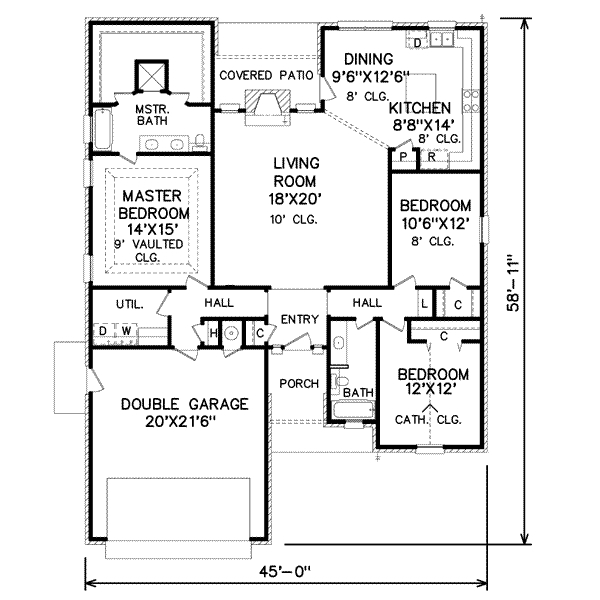 D
DINING
9'6"X12'6"
8' CLG.
COVERED PATIO
KITCHEN
8'8"X14'
8' CLG.
MSTR.
BATH
P
R
LIVING
ROOM
18'X20'
10' CLG.
MASTER
BEDROOM
14'X15'
9' VAULTED
CLG.
BEDROOM
10'6"X12'
8' CLG.
58'-11"
UTIL.
HALL
HALL
L
C
ENTRY
D
W
H
C
C
PORCH
BATH
BEDROOM
12'X12'
CATH. CLG.
DOUBLE GARAGE
20'X21'6"
45'-0"